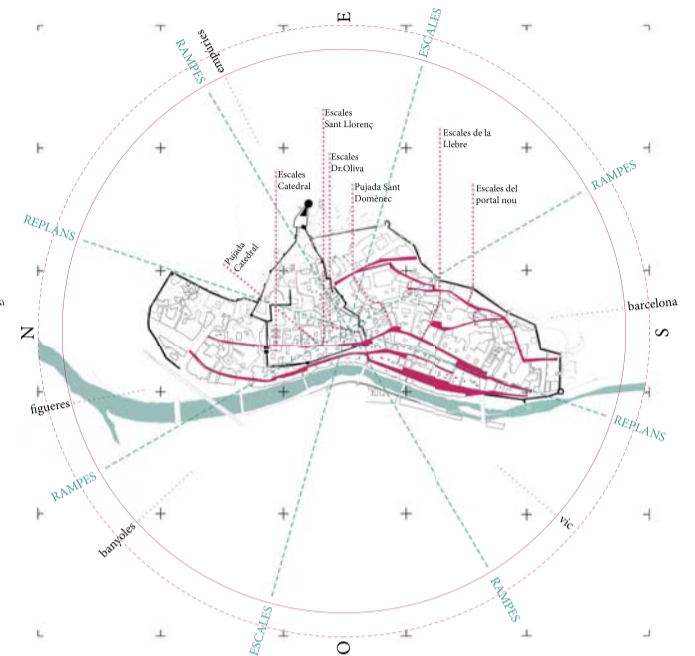 E
ESCALES
empúries
RAMPES
Escales
Sant Llorenç
Escales de la
Llebre
Escales
Dr.Oliva
Escales
Catedral
Pujada Sant
Domènec
Escales del
portal nou
RAMPES
REPLANS
Pujada
Catedral
a
barcelona
N
S
figueres
REPLANS
RAMPES
banyoles
vic
RAMPES
ESCALES
O